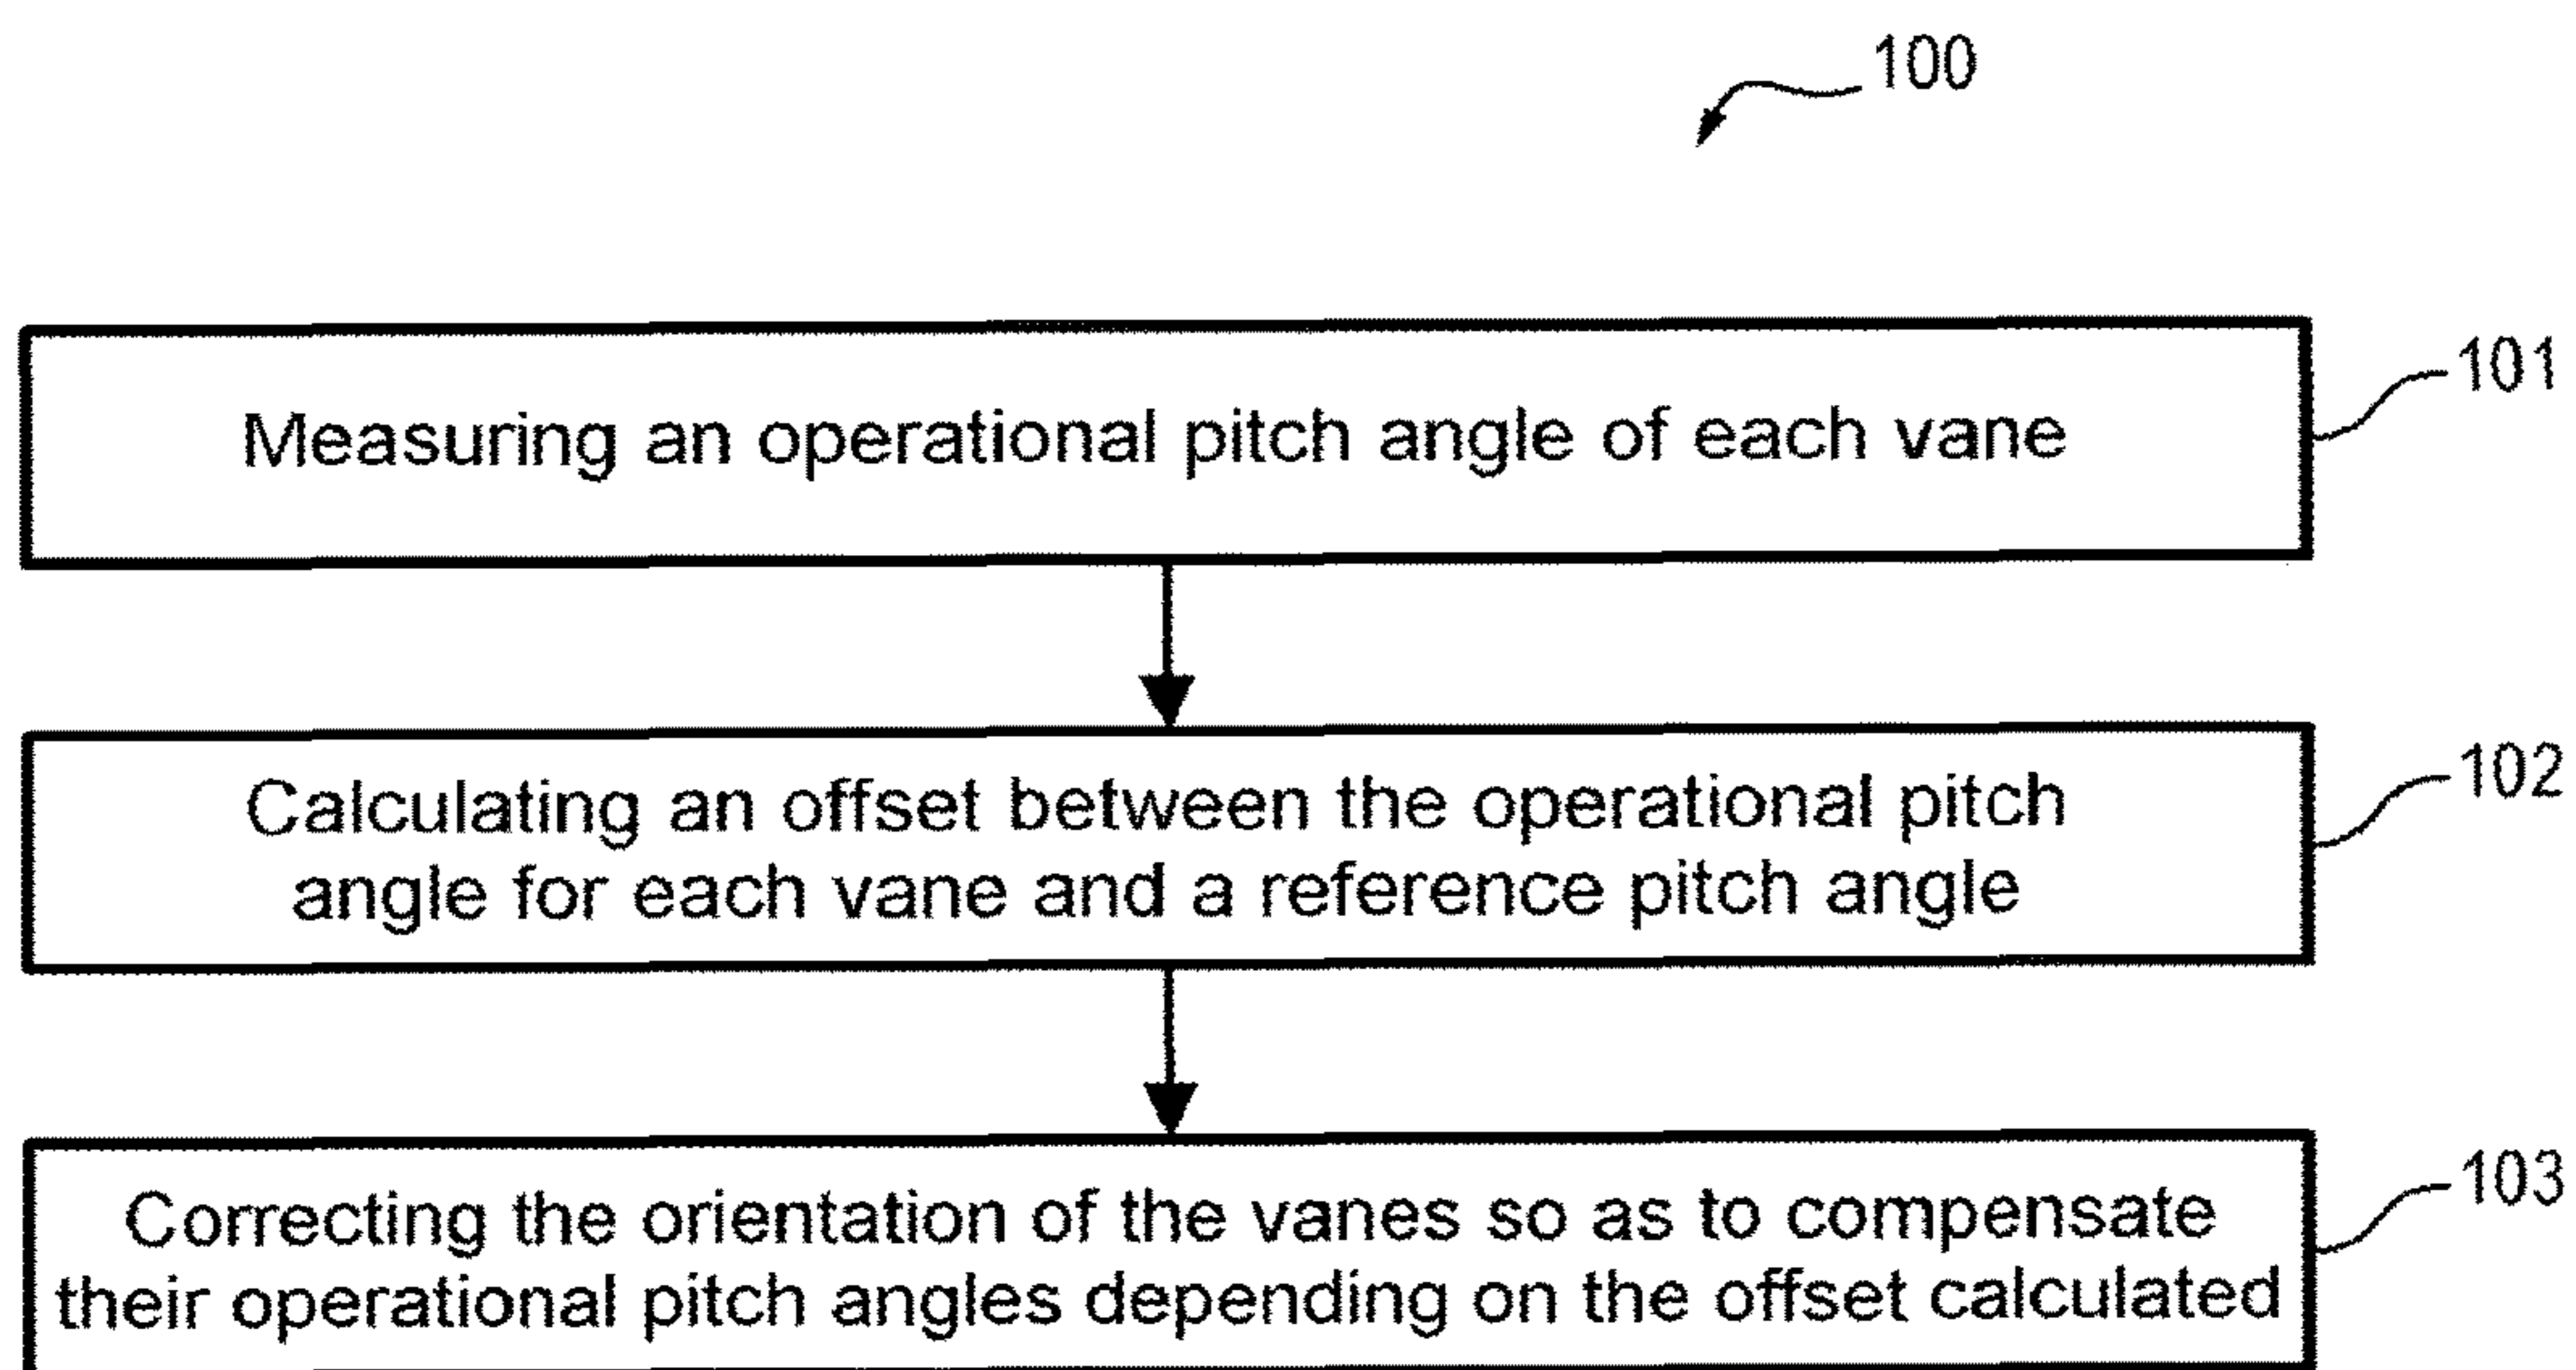 100
Measuring an operational pitch angle of each vane
101
Calculating an offset between the operational pitch
angle for each vane and a reference pitch angle
102
Correcting the orientation of the vanes so as to compensate
their operational pitch angles depending on the offset calculated
103